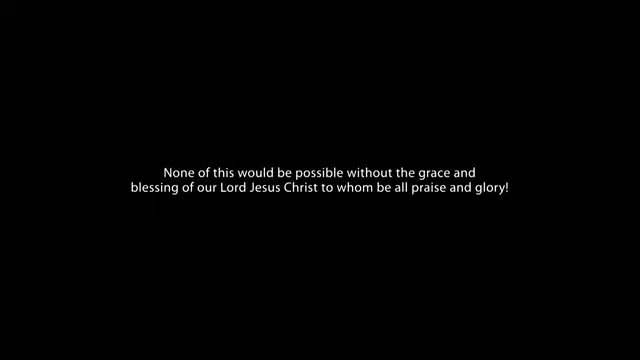 None of this would be possible without the grace and
blessing of our Lord Jesus Christ to whom be all praise and glory!